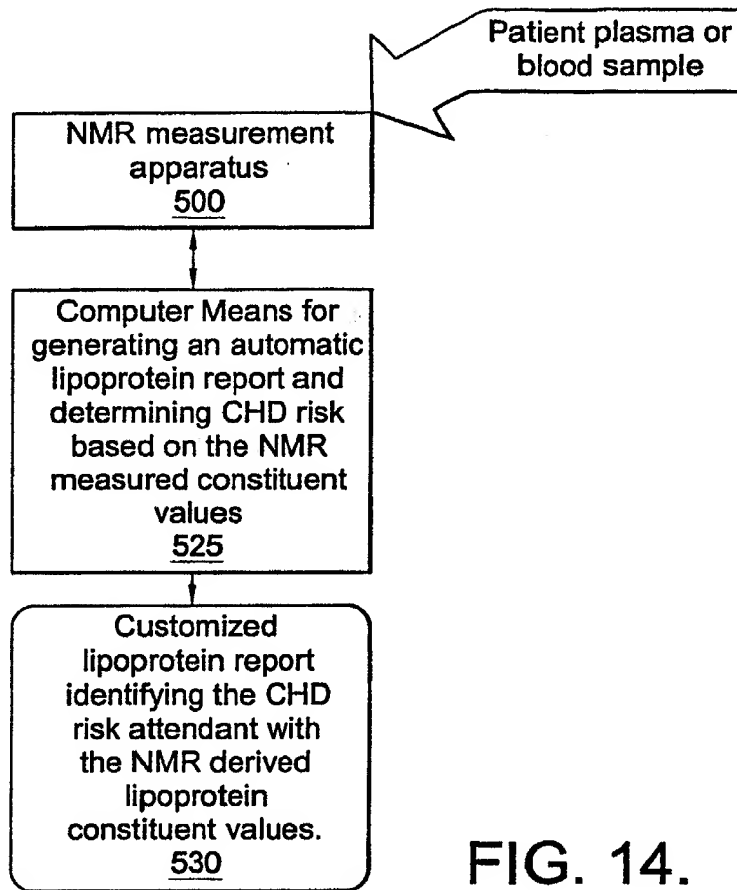 Patient plasma or
blood sample
NMR measurement
apparatus
500
Computer Means for
generating an automatic
lipoprotein report and
determining CHD risk
based on the NMR
measured constituent
values
525
Customized
lipoprotein report
identifying the CHD
risk attendant with
the NMR derived
lipoprotein
constituent values.
530
FIG. 14.